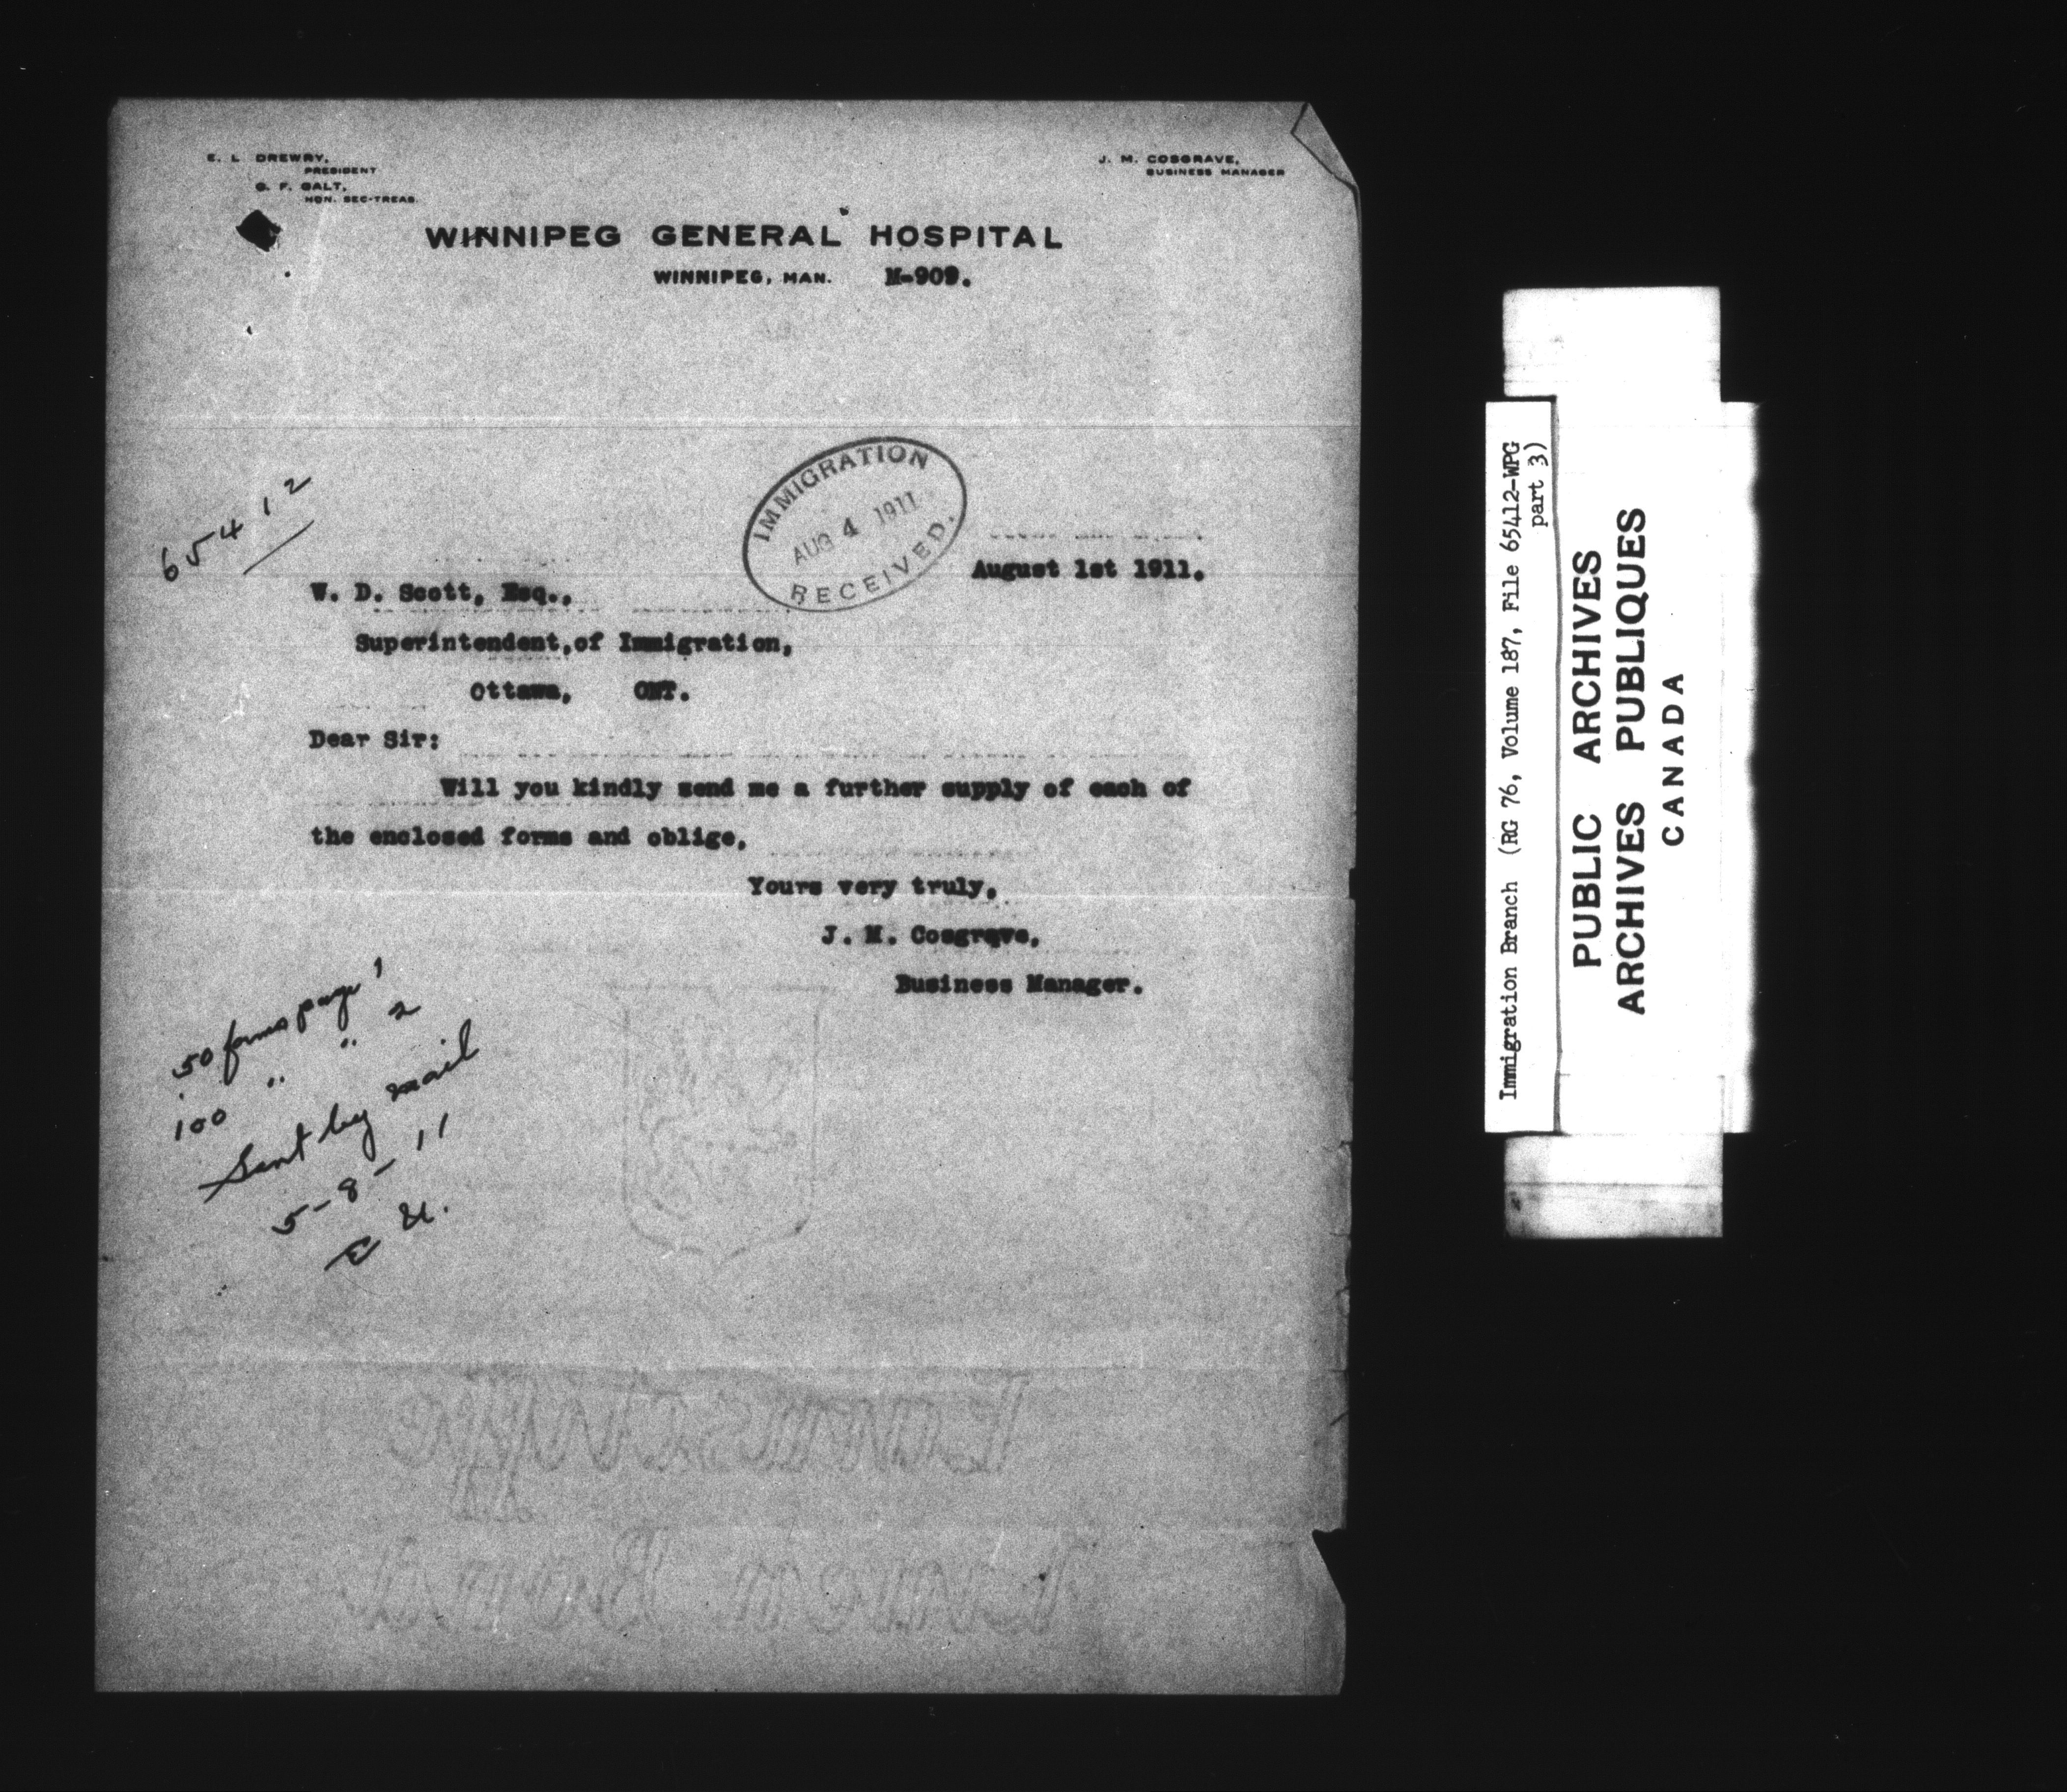 E. L. DREWRY,
PRESIDENT
G. F. GALT,
HON. SEC-TREAS.
J. M. COSGRAVE,
BUSINESS MANAGER
WINNIPEG GENERAL HOSPITAL
WINNIPEG, MAN. M-909.
65412
IMMIGRATION
AUG 4 1911
RECEIVED.
August 1st 1911.
W. D. Scott, Esq.,
Superintendent,of Immigration,
Ottawa, ONT.
Dear Sir:
Will you kindly send me a further supply of each of
the enclosed forms and oblige,
Yours very truly,
J. M. Cosgrave,
Business Manager.
50 forms page 1
100 " " 2
Sent by mail
5-8-11
Immigration Branch (RG 76, Volume 187, File 65412-WPG
part 3)
PUBLIC ARCHIVES
ARCHIVES PUBLIQUES
CANADA